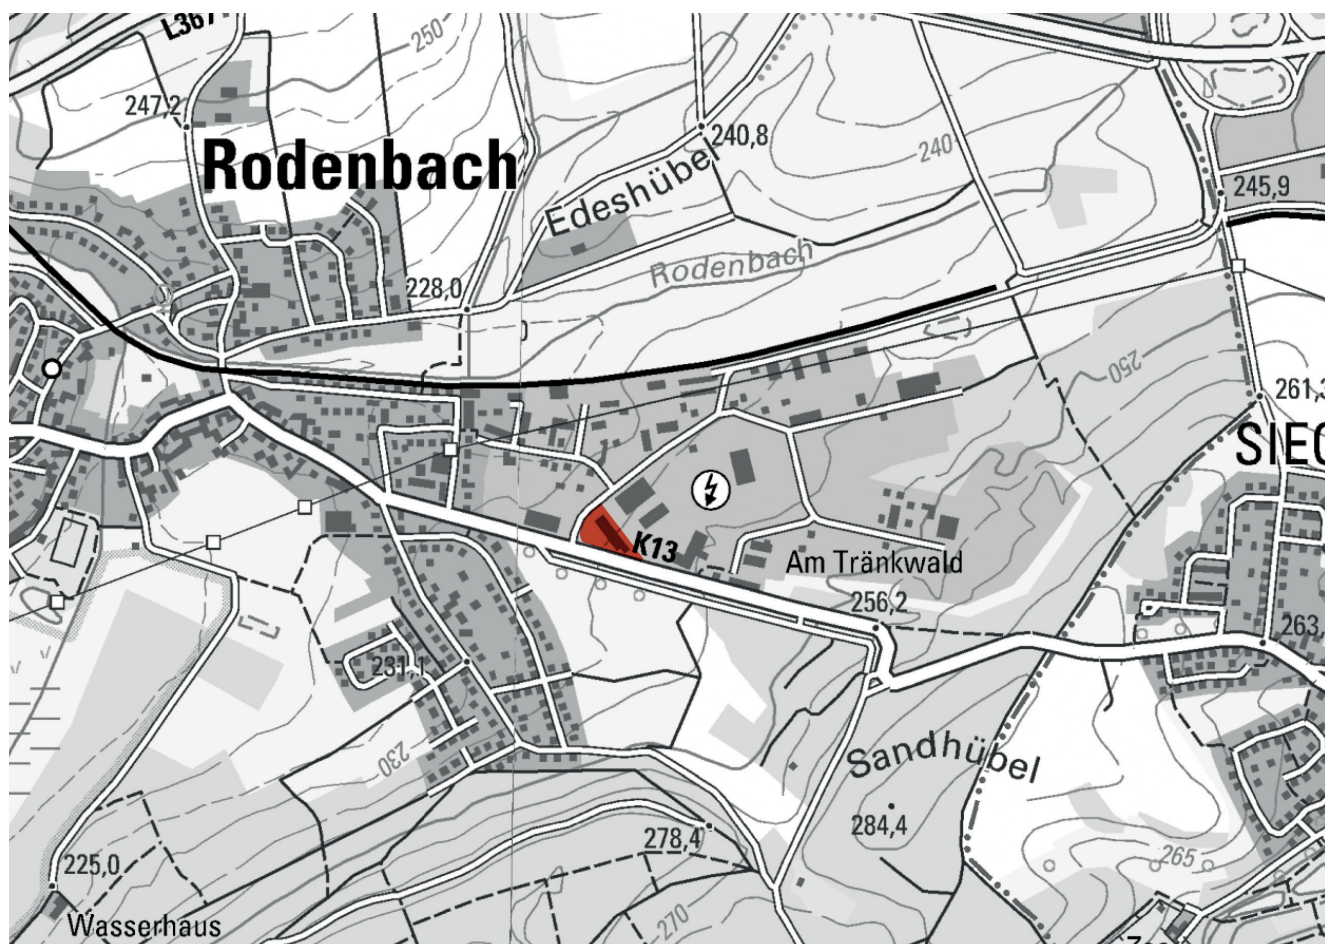 L367
250
247,2
240,8
Rodenbach
240
245,9
Edeshübel
Rodenbach
228,0
250
261,3
SIEG
K13
Am Tränkwald
256,2
263,
231,1
230
Sandhübel
284,4
278,4
265
225,0
270
Wasserhaus